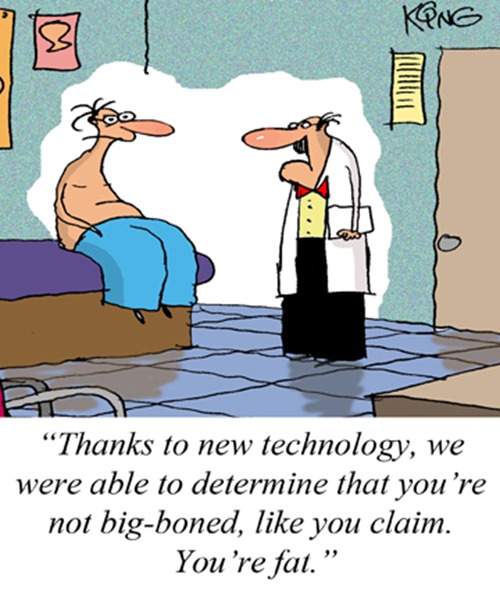 KONG
“Thanks to new technology, we
were able to determine that you’re
not big-boned, like you claim.
You’re fat.”